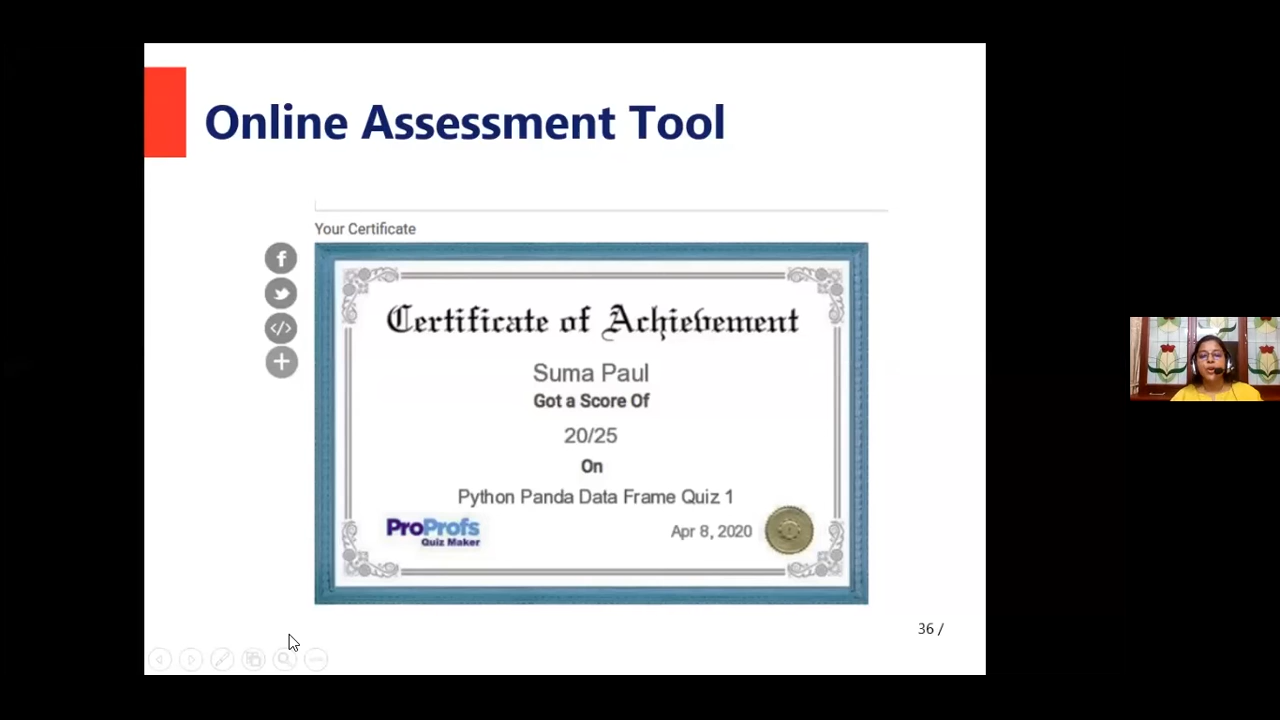 Online Assessment Tool
Your Certificate
Certificate of Achievement
Suma Paul
Got a Score Of
20/25
On
Python Panda Data Frame Quiz 1
ProProfs
Quiz Maker
Apr 8, 2020
36 /